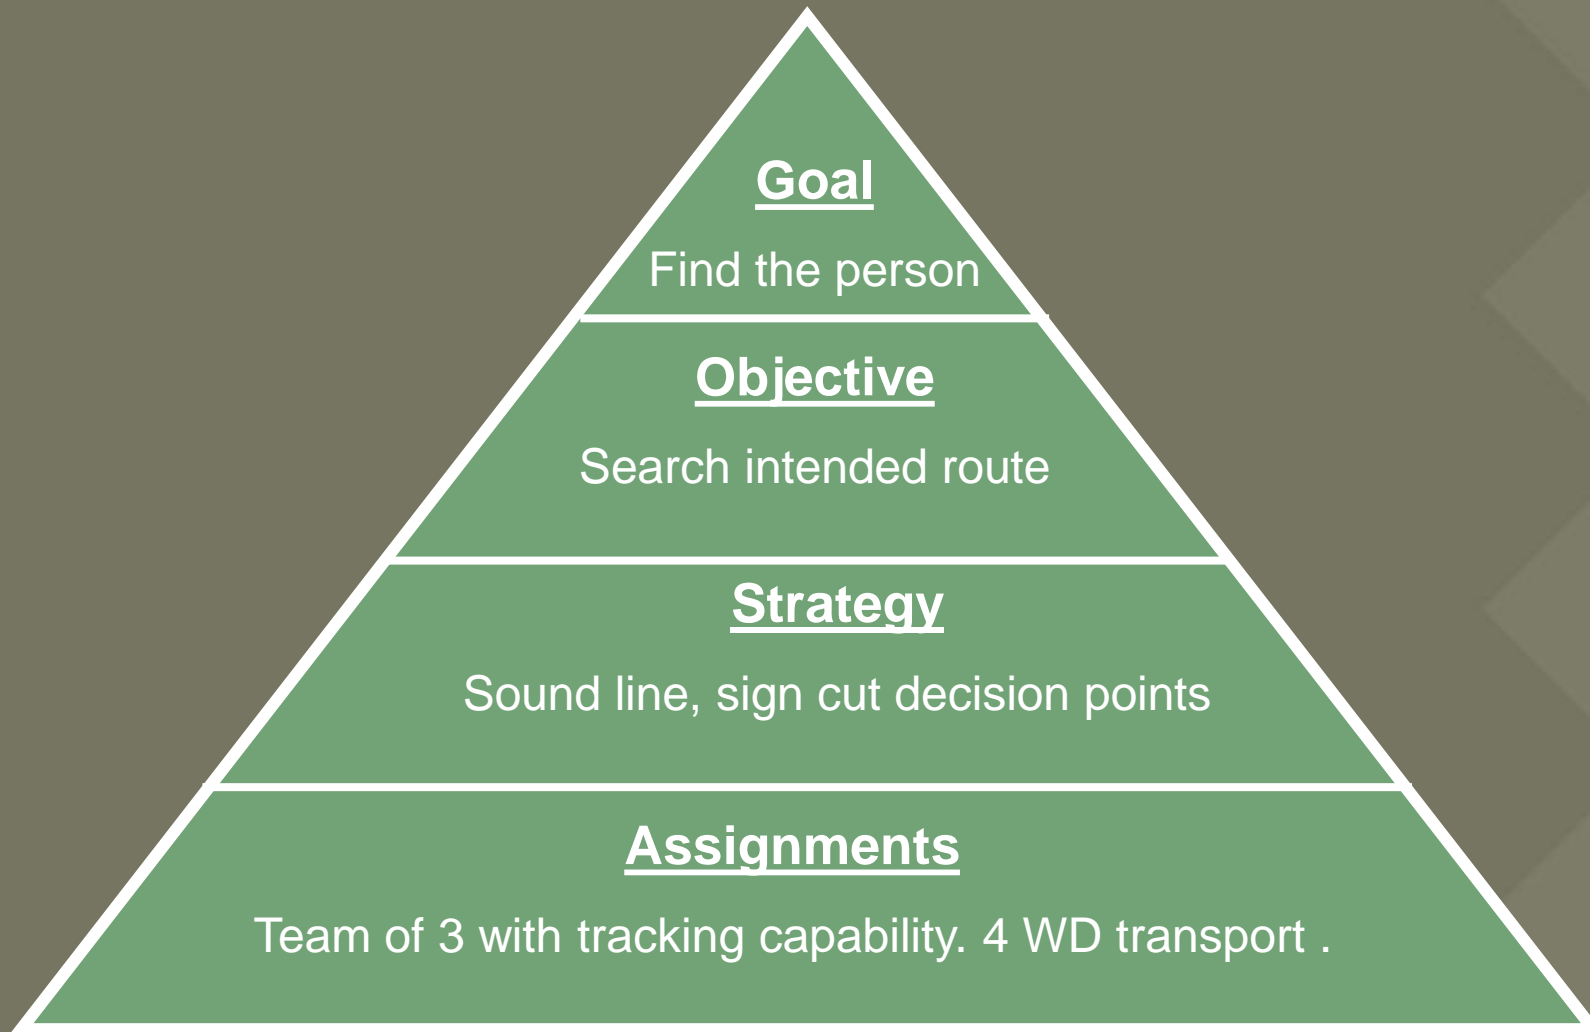 Goal
Find the person
Objective
Search intended route
Strategy
Sound line, sign cut decision points
Assignments
Team of 3 with tracking capability. 4 WD transport .